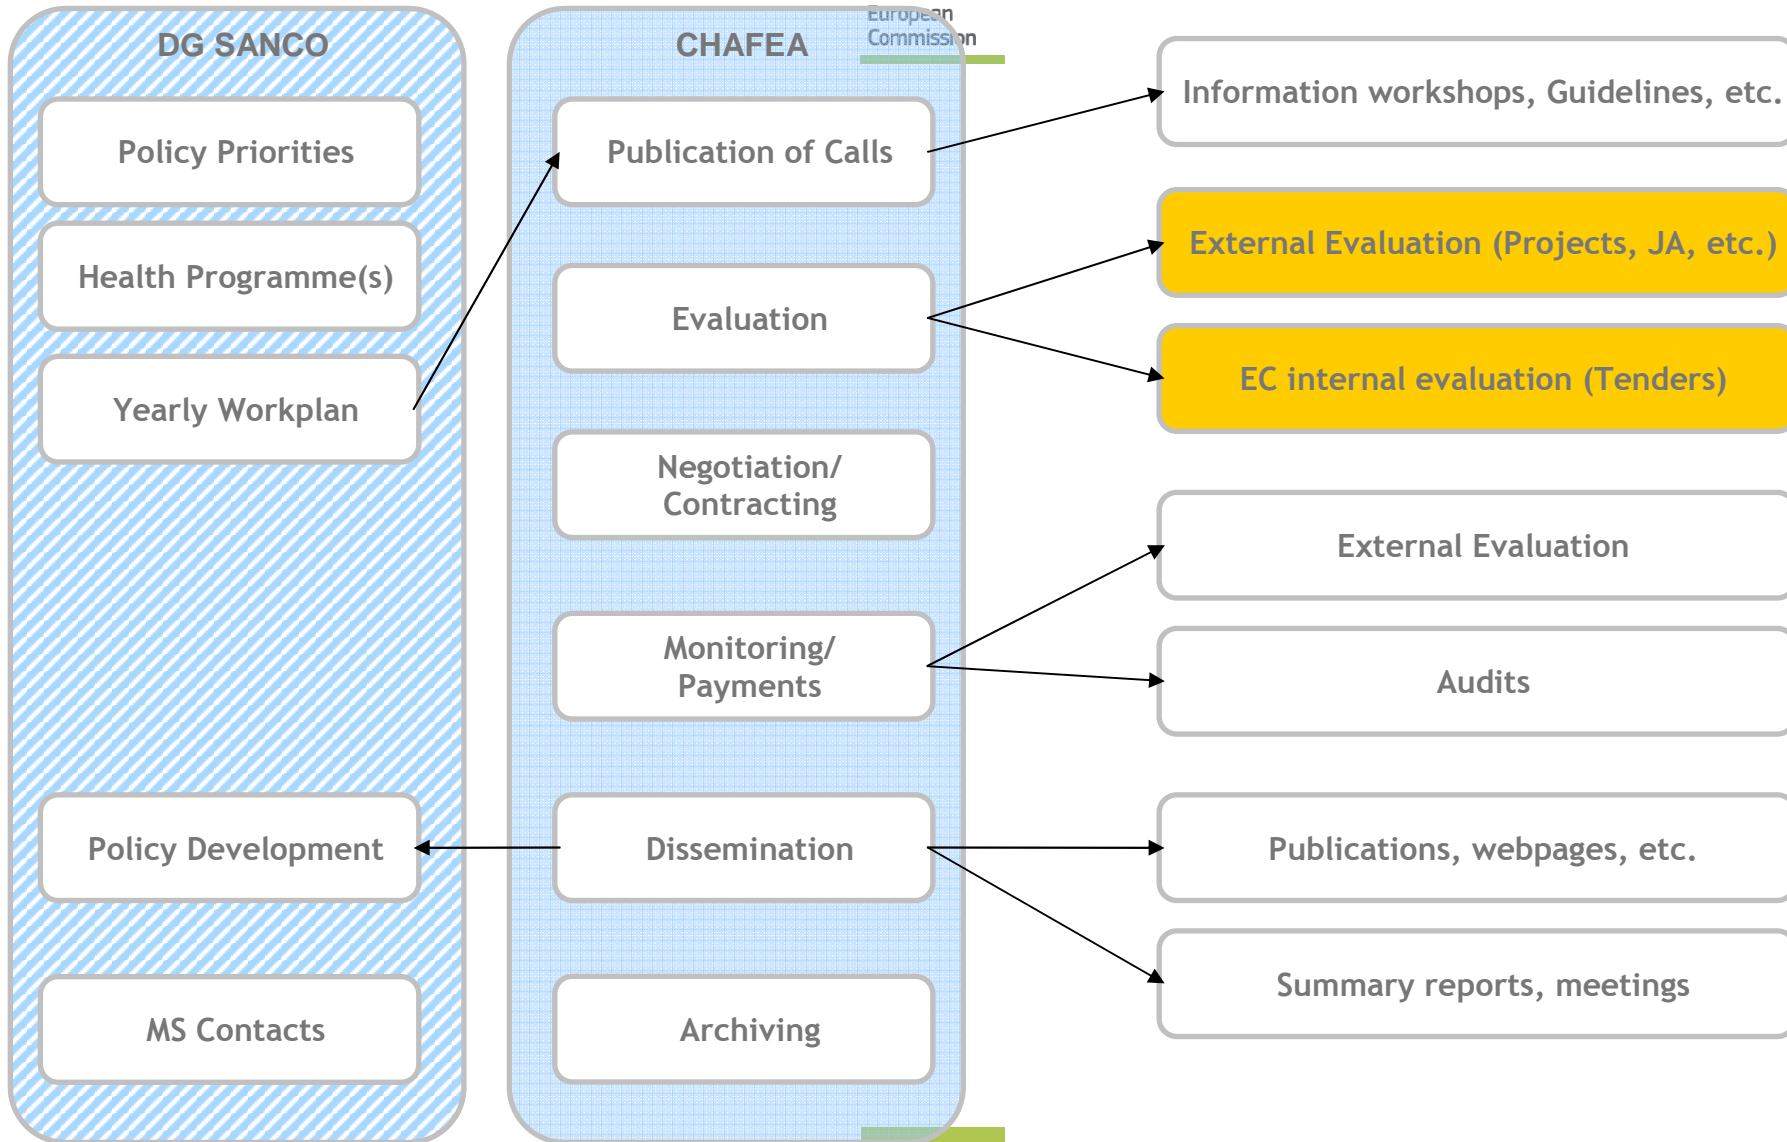 DG SANCO
Policy Priorities
Health Programme(s)
Yearly Workplan
Policy Development
MS Contacts
CHAFEA
European
Commission
Publication of Calls
Evaluation
Negotiation/
Contracting
Monitoring/
Payments
Dissemination
Archiving
Information workshops, Guidelines, etc.
External Evaluation (Projects, JA, etc.)
EC internal evaluation (Tenders)
External Evaluation
Audits
Publications, webpages, etc.
Summary reports, meetings